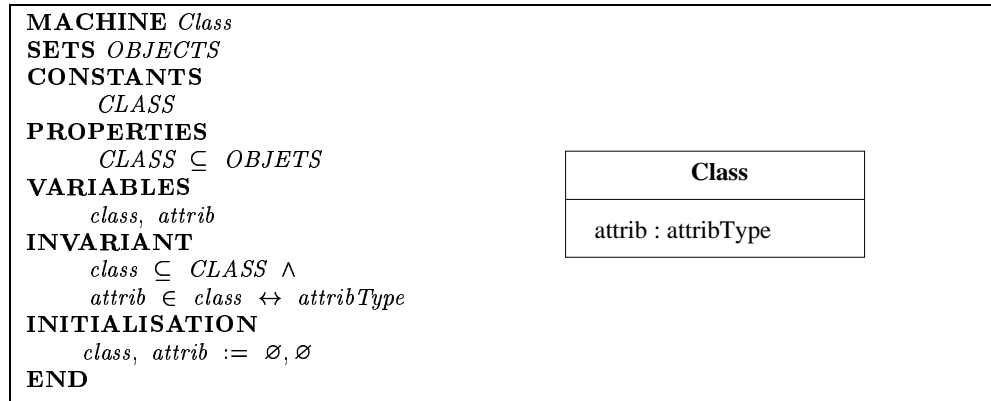 MACHINE Class
SETS OBJECTS
CONSTANTS
CLASS
PROPERTIES
CLASS ⊆ OBJETS
VARIABLES
class, attrib
INVARIANT
class ⊆ CLASS ∧
attrib ∈ class ↔ attribType
INITIALISATION
class, attrib := ∅, ∅
END
Class
attrib : attribType